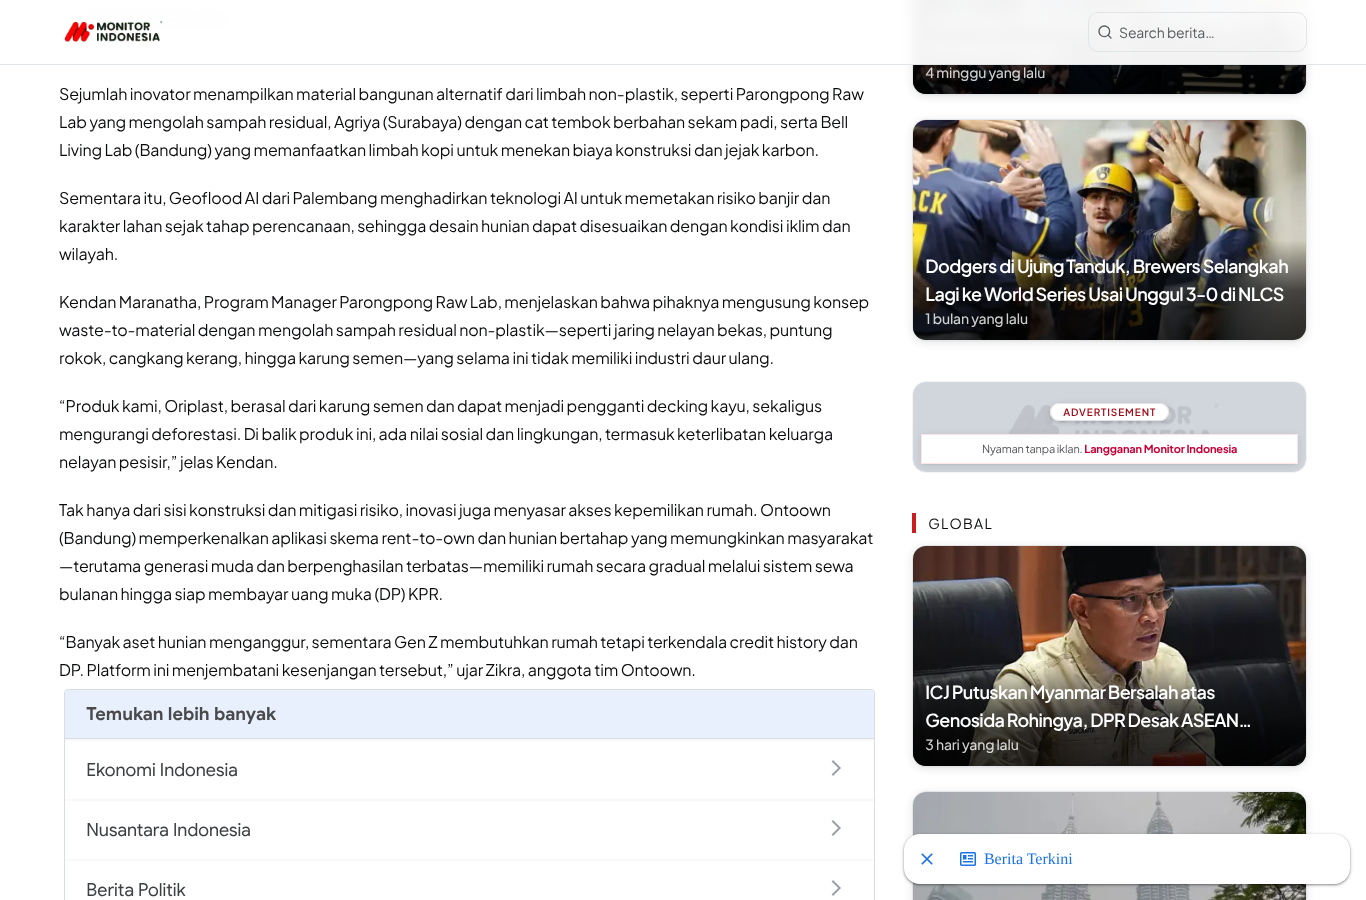 MONITOR
INDONESIA
Search berita...
Sejumlah inovator menampilkan material bangunan alternatif dari limbah non-plastik, seperti Parongpong Raw
Lab yang mengolah sampah residual, Agriya (Surabaya) dengan cat tembok berbahan sekam padi, serta Bell
Living Lab (Bandung) yang memanfaatkan limbah kopi untuk menekan biaya konstruksi dan jejak karbon.
Sementara itu, Geoflood AI dari Palembang menghadirkan teknologi AI untuk memetakan risiko banjir dan
karakter lahan sejak tahap perencanaan, sehingga desain hunian dapat disesuaikan dengan kondisi iklim dan
wilayah.
Kendan Maranatha, Program Manager Parongpong Raw Lab, menjelaskan bahwa pihaknya mengusung konsep
waste-to-material dengan mengolah sampah residual non-plastik—seperti jaring nelayan bekas, puntung
rokok, cangkang kerang, hingga karung semen—yang selama ini tidak memiliki industri daur ulang.
“Produk kami, Oriplast, berasal dari karung semen dan dapat menjadi pengganti decking kayu, sekaligus
mengurangi deforestasi. Di balik produk ini, ada nilai sosial dan lingkungan, termasuk keterlibatan keluarga
nelayan pesisir,” jelas Kendan.
Tak hanya dari sisi konstruksi dan mitigasi risiko, inovasi juga menyasar akses kepemilikan rumah. Ontoown
(Bandung) memperkenalkan aplikasi skema rent-to-own dan hunian bertahap yang memungkinkan masyarakat
—terutama generasi muda dan berpenghasilan terbatas—memiliki rumah secara gradual melalui sistem sewa
bulanan hingga siap membayar uang muka (DP) KPR.
“Banyak aset hunian menganggur, sementara Gen Z membutuhkan rumah tetapi terkendala credit history dan
DP. Platform ini menjembatani kesenjangan tersebut,” ujar Zikra, anggota tim Ontoown.
Temukan lebih banyak
Ekonomi Indonesia
Nusantara Indonesia
Berita Politik
4 minggu yang lalu
Dodgers di Ujung Tanduk, Brewers Selangkah
Lagi ke World Series Usai Unggul 3-0 di NLCS
1 bulan yang lalu
ADVERTISEMENT
Nyaman tanpa iklan. Langganan Monitor Indonesia
GLOBAL
ICJ Putuskan Myanmar Bersalah atas
Genosida Rohingya, DPR Desak ASEAN...
3 hari yang lalu
Berita Terkini